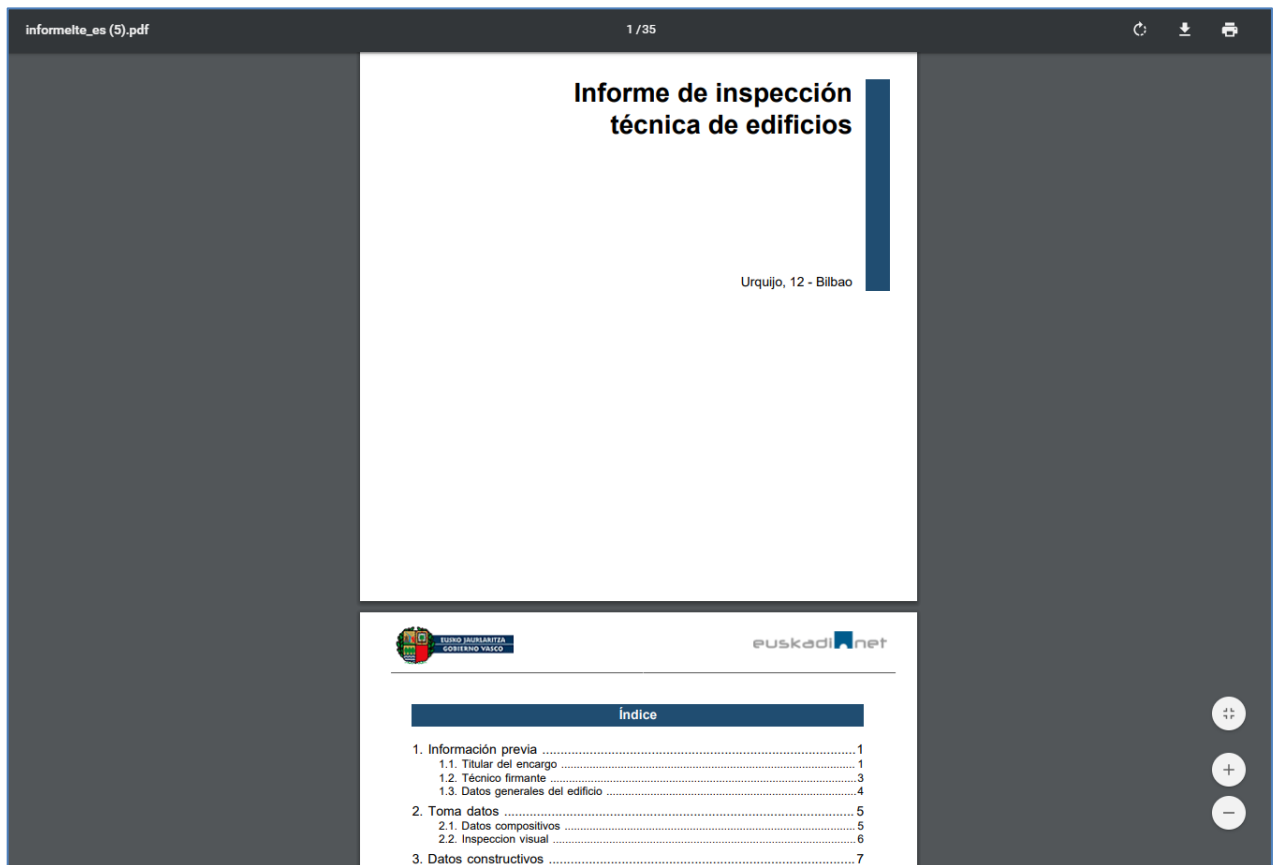 informeIte_es (5).pdf
1 / 35
Informe de inspección
técnica de edificios
Urquijo, 12 - Bilbao
EUSKO JAURLARITZA
GOBIERNO VASCO
euskadi net
Índice
1. Información previa ........................................................................................1
1.1. Titular del encargo ........................................................................................ 1
1.2. Técnico firmante ........................................................................................3
1.3. Datos generales del edificio ........................................................................4
2. Toma datos ................................................................................................ 5
2.1. Datos compositivos ........................................................................................ 5
2.2. Inspeccion visual ........................................................................................6
3. Datos constructivos ....................................................................................7